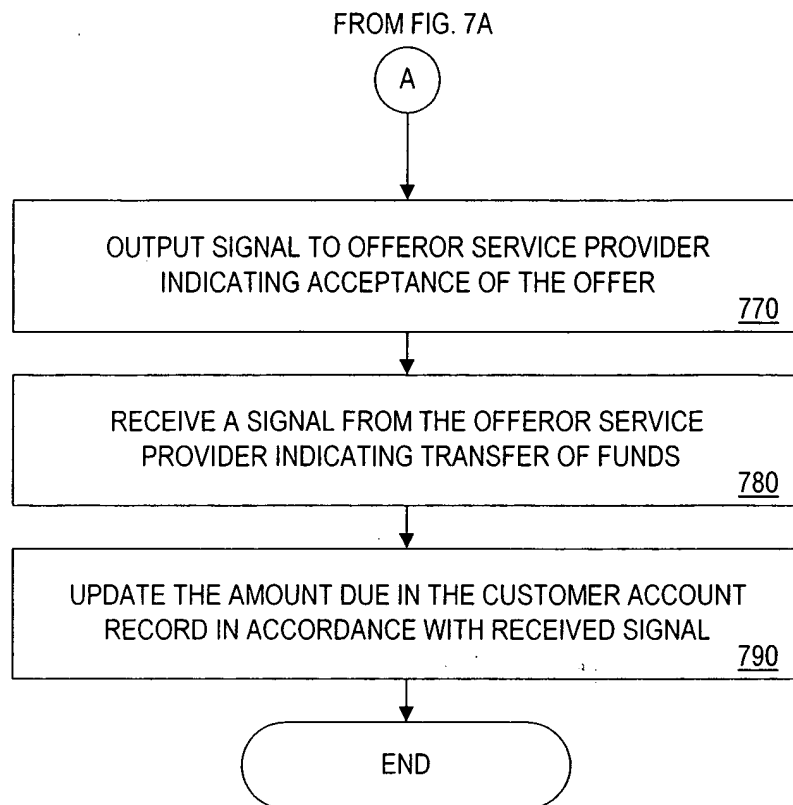 FROM FIG. 7A
A
OUTPUT SIGNAL TO OFFEROR SERVICE PROVIDER
INDICATING ACCEPTANCE OF THE OFFER
770
RECEIVE A SIGNAL FROM THE OFFEROR SERVICE
PROVIDER INDICATING TRANSFER OF FUNDS
780
UPDATE THE AMOUNT DUE IN THE CUSTOMER ACCOUNT
RECORD IN ACCORDANCE WITH RECEIVED SIGNAL
790
END